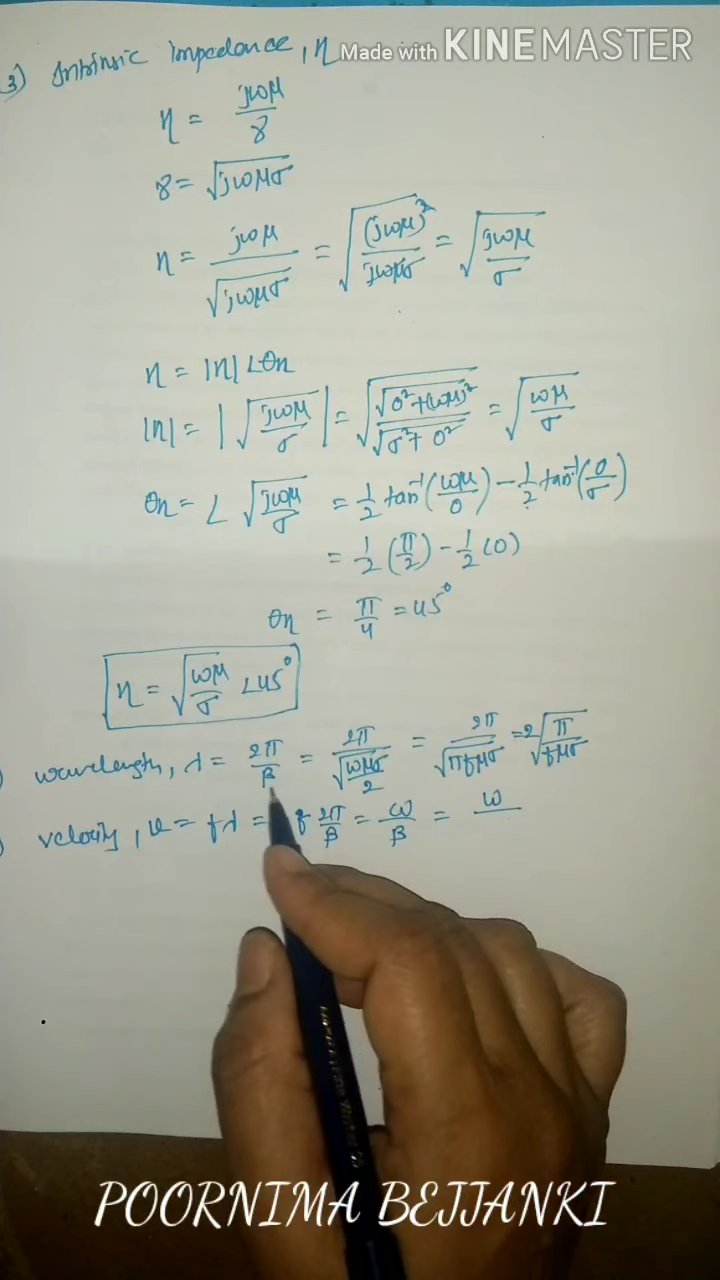 3) Intrinsic impedance, η
Made with KINEMASTER
η = jωμ/γ
γ = √jωμσ
η = jωμ/√jωμσ = √(jωμ)²/jωμσ = √jωμ/σ
η = |η| ∠θη
|η| = |√jωμ/σ| = √(√0²+(ωμ)²/√σ²+0²) = √ωμ/σ
θη = ∠√jωμ/σ = 1/2 tan⁻¹(ωμ/0) - 1/2 tan⁻¹(0/σ)
= 1/2 (π/2) - 1/2 (0)
θη = π/4 = 45°
η = √ωμ/σ ∠45°
) wavelength, λ = 2π/β = 2π/√ωμσ/2 = 2π/√πfμσ = 2√π/fμσ
) velocity, v = fλ = f 2π/β = ω/β = ω
POORNIMA BEJJANKI